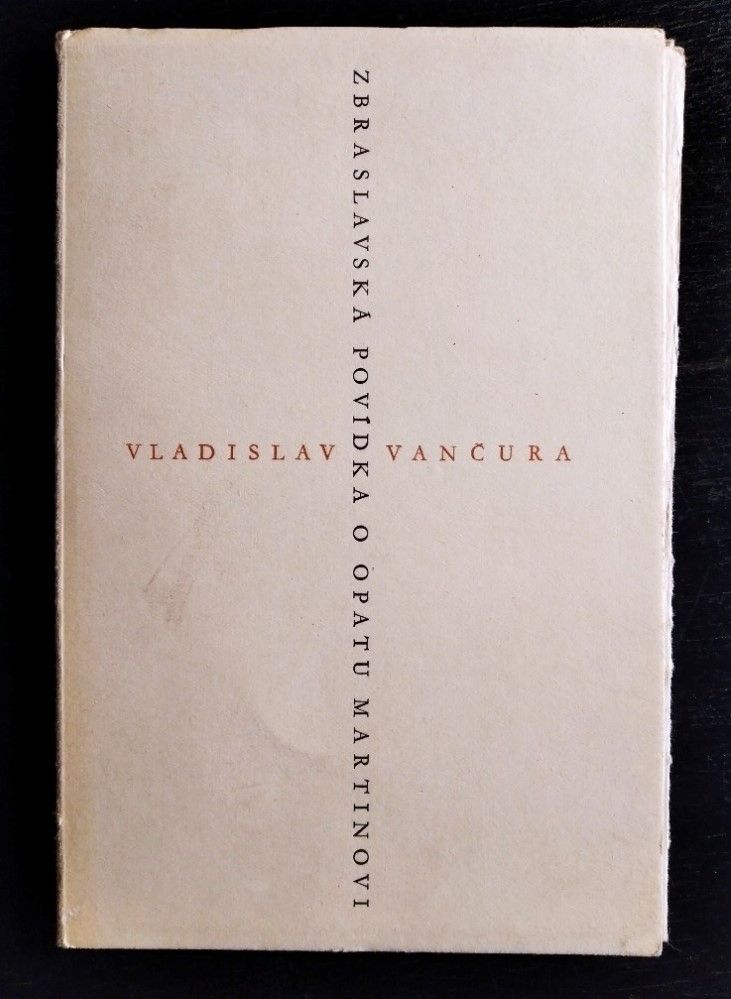 ZBRASLAVSKÁ POVÍDKA O OPATU MARTINOVI
VLADISLAV VANČURA